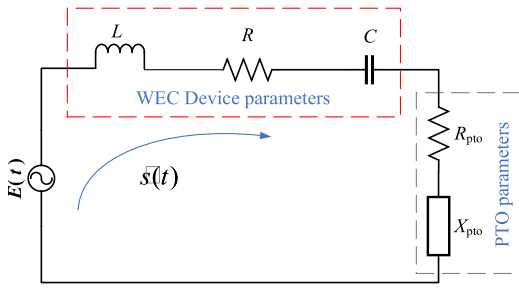 L
R
C
WEC Device parameters
E(t)
s(t)
R_pto
X_pto
PTO parameters